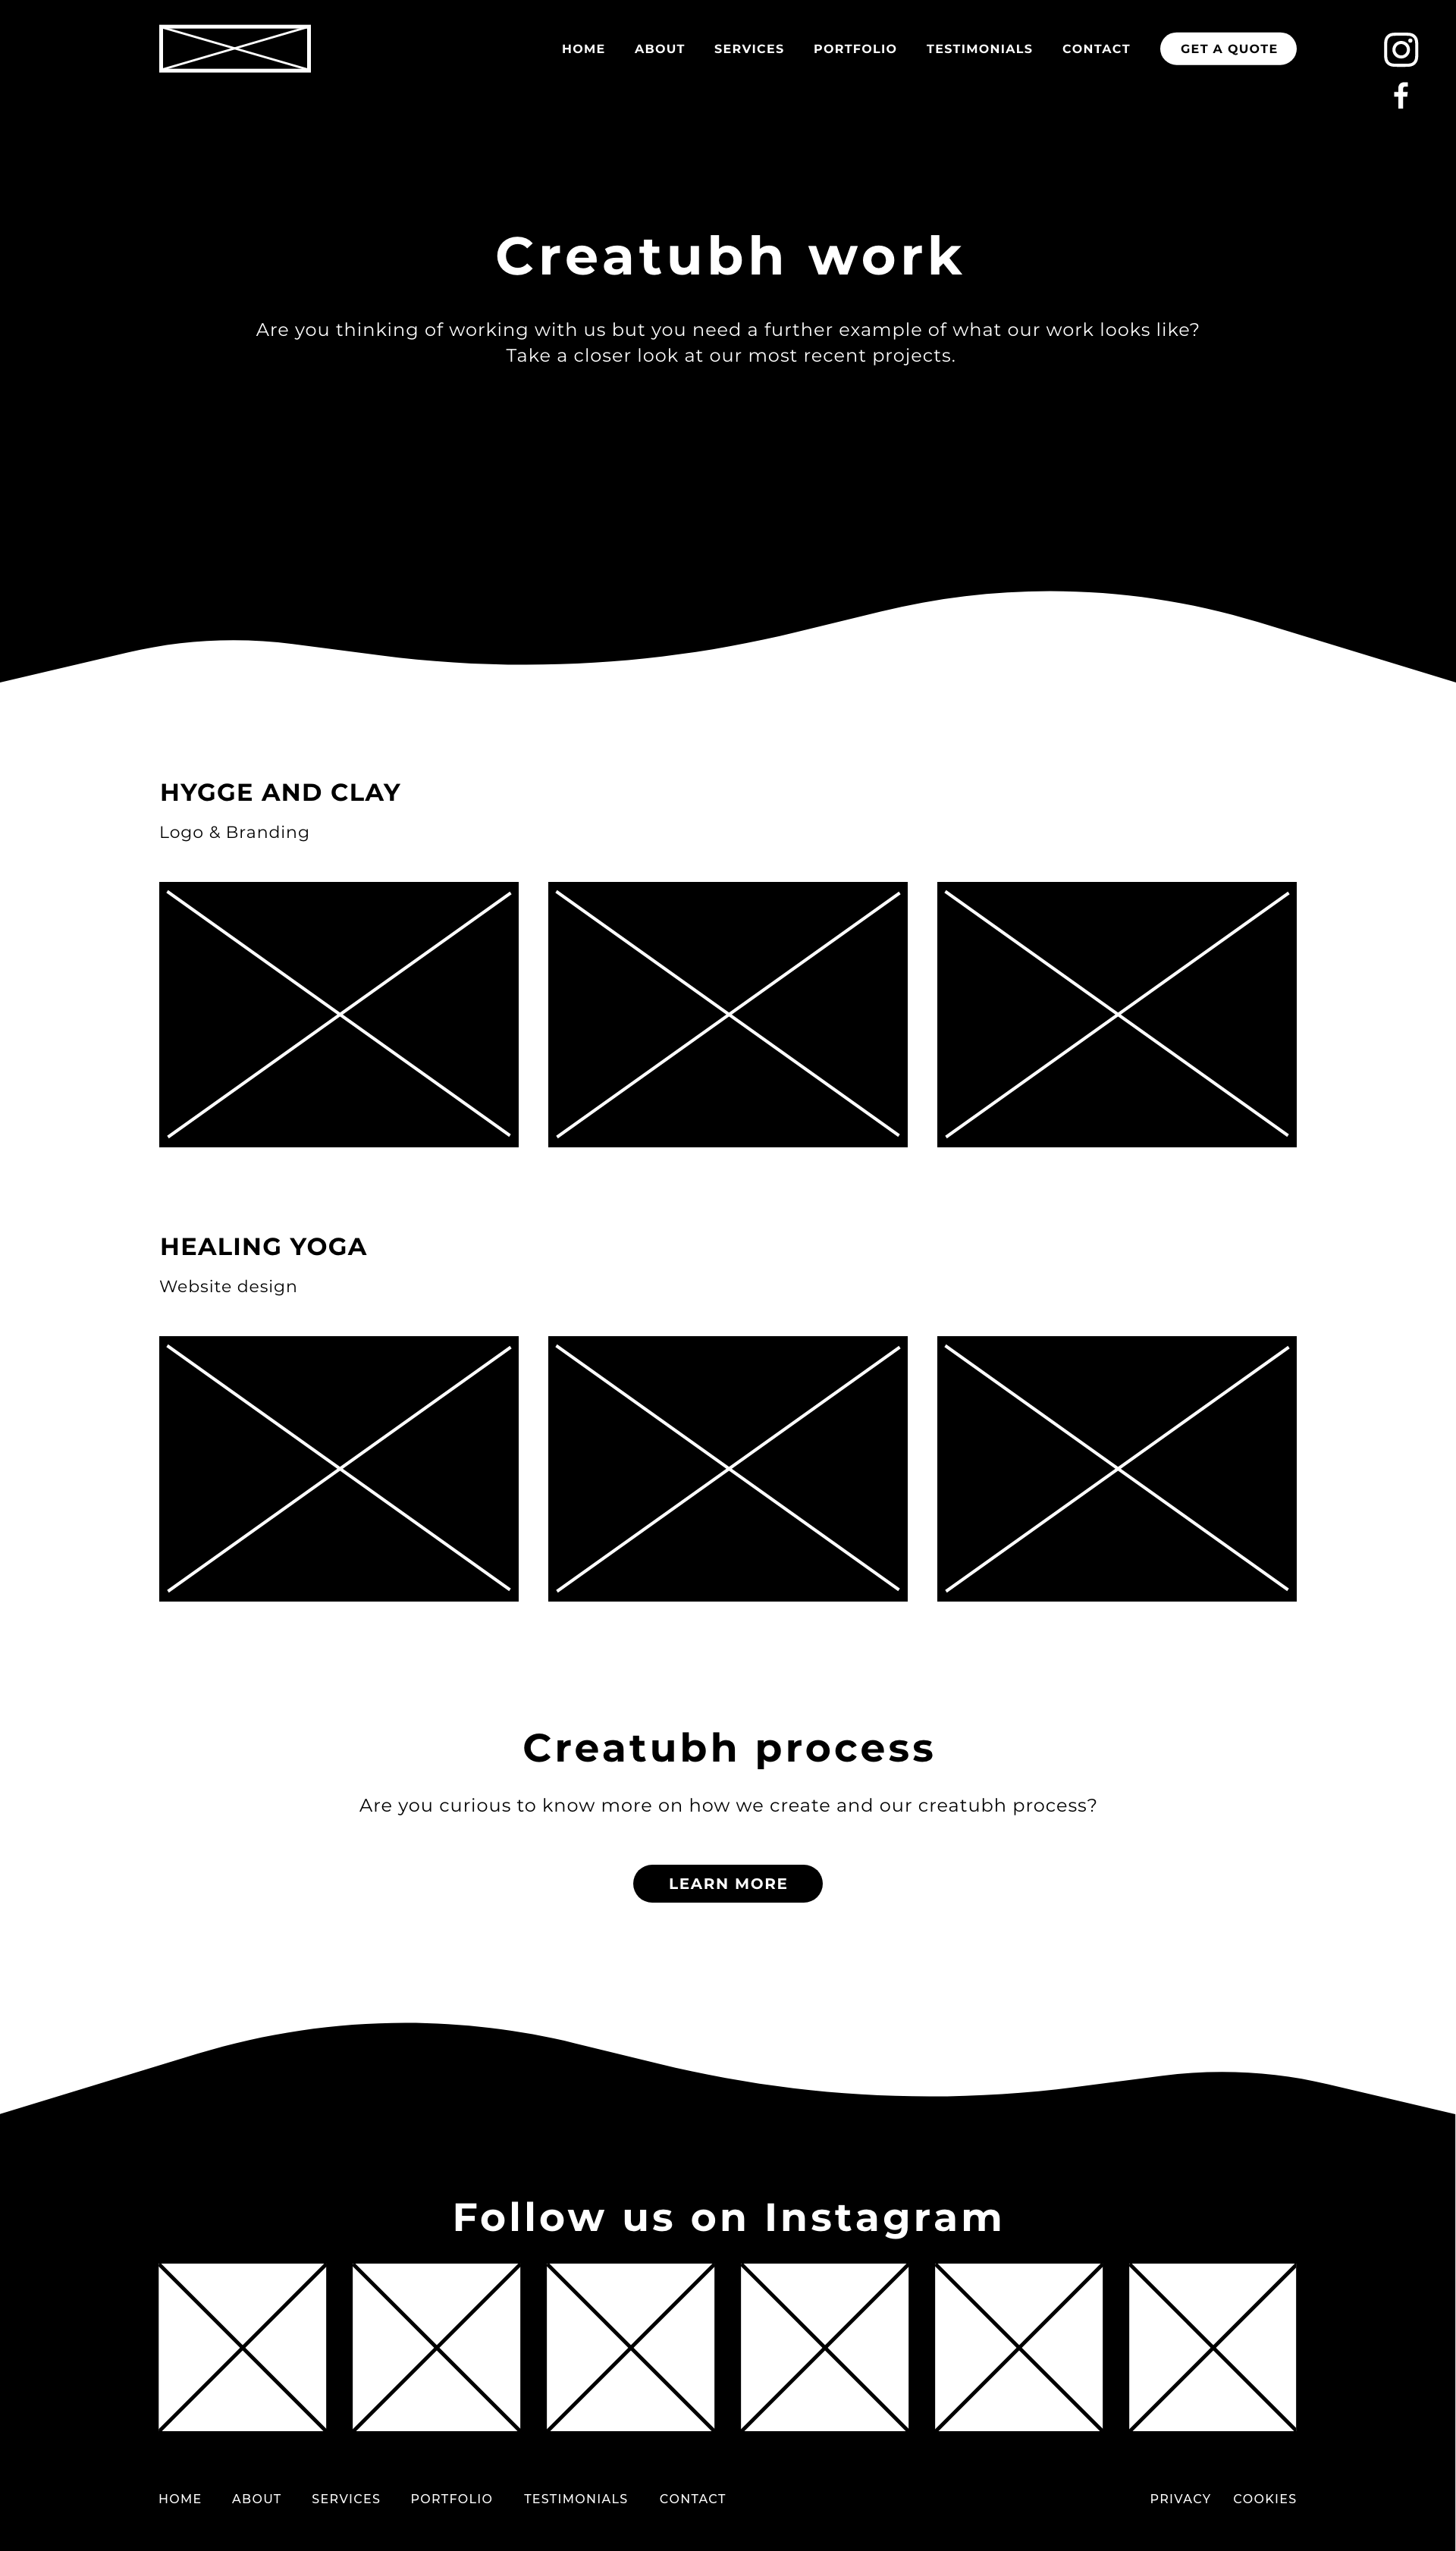 HOME ABOUT SERVICES PORTFOLIO TESTIMONIALS CONTACT GET A QUOTE
Creatubh work
Are you thinking of working with us but you need a further example of what our work looks like?
Take a closer look at our most recent projects.
HYGGE AND CLAY
Logo & Branding
HEALING YOGA
Website design
Creatubh process
Are you curious to know more on how we create and our creatubh process?
LEARN MORE
Follow us on Instagram
HOME ABOUT SERVICES PORTFOLIO TESTIMONIALS CONTACT PRIVACY COOKIES